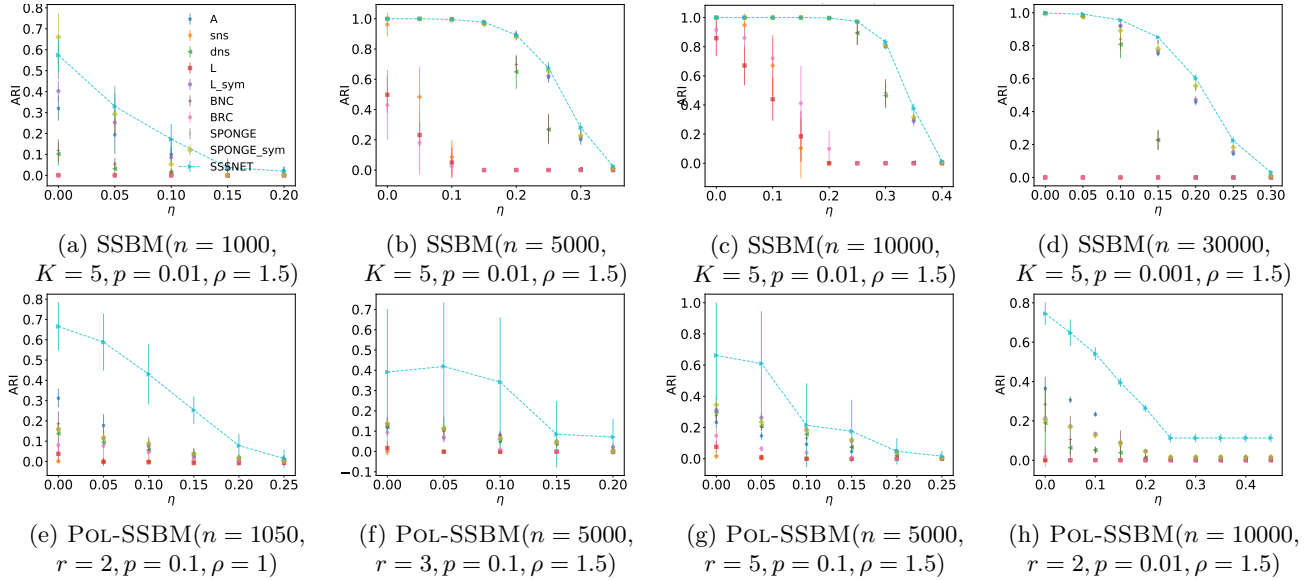 0.8
0.7
0.6
0.5
0.4
0.3
0.2
0.1
0.0
ARI
0.00 0.05 0.10 0.15 0.20
η
A
sns
dns
L
L_sym
BNC
BRC
SPONGE
SPONGE_sym
SSSNET
1.0
0.8
0.6
0.4
0.2
0.0
ARI
0.0 0.1 0.2 0.3
η
1.0
0.8
0.6
0.4
0.2
0.0
ARI
0.0 0.1 0.2 0.3 0.4
η
1.0
0.8
0.6
0.4
0.2
0.0
ARI
0.00 0.05 0.10 0.15 0.20 0.25 0.30
η
(a) SSBM(n = 1000,
K = 5, p = 0.01, ρ = 1.5)
(b) SSBM(n = 5000,
K = 5, p = 0.01, ρ = 1.5)
(c) SSBM(n = 10000,
K = 5, p = 0.01, ρ = 1.5)
(d) SSBM(n = 30000,
K = 5, p = 0.001, ρ = 1.5)
0.8
0.7
0.6
0.5
0.4
0.3
0.2
0.1
0.0
ARI
0.00 0.05 0.10 0.15 0.20 0.25
η
0.7
0.6
0.5
0.4
0.3
0.2
0.1
0.0
−0.1
ARI
0.00 0.05 0.10 0.15 0.20
η
1.0
0.8
0.6
0.4
0.2
0.0
ARI
0.00 0.05 0.10 0.15 0.20 0.25
η
0.8
0.6
0.4
0.2
0.0
ARI
0.0 0.1 0.2 0.3 0.4
η
(e) POL-SSBM(n = 1050,
r = 2, p = 0.1, ρ = 1)
(f) POL-SSBM(n = 5000,
r = 3, p = 0.1, ρ = 1.5)
(g) POL-SSBM(n = 5000,
r = 5, p = 0.1, ρ = 1.5)
(h) POL-SSBM(n = 10000,
r = 2, p = 0.01, ρ = 1.5)